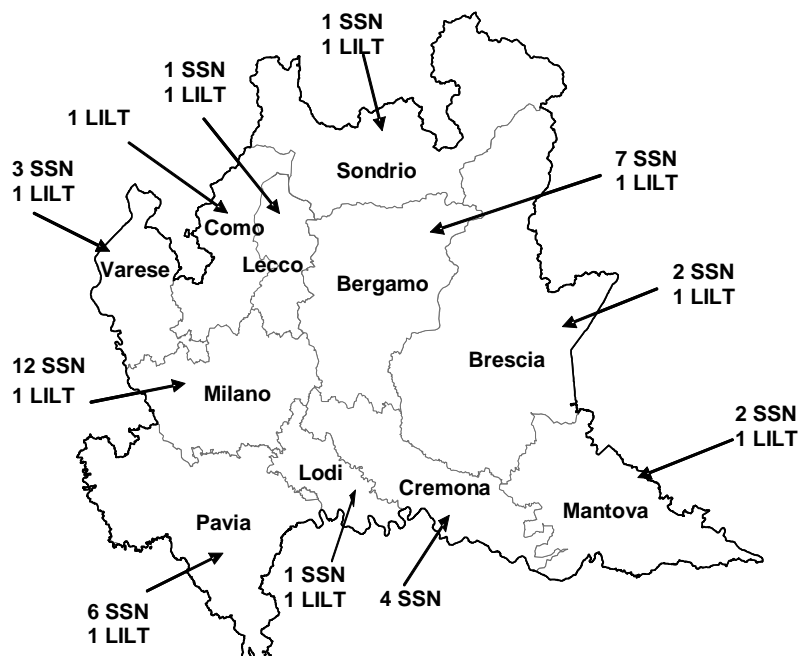 1 SSN
1 LILT
1 SSN
1 LILT
1 LILT
Sondrio
7 SSN
1 LILT
3 SSN
1 LILT
Como
Varese
Lecco
Bergamo
2 SSN
1 LILT
Brescia
12 SSN
1 LILT
Milano
2 SSN
1 LILT
Lodi
Cremona
Mantova
Pavia
1 SSN
1 LILT
4 SSN
6 SSN
1 LILT